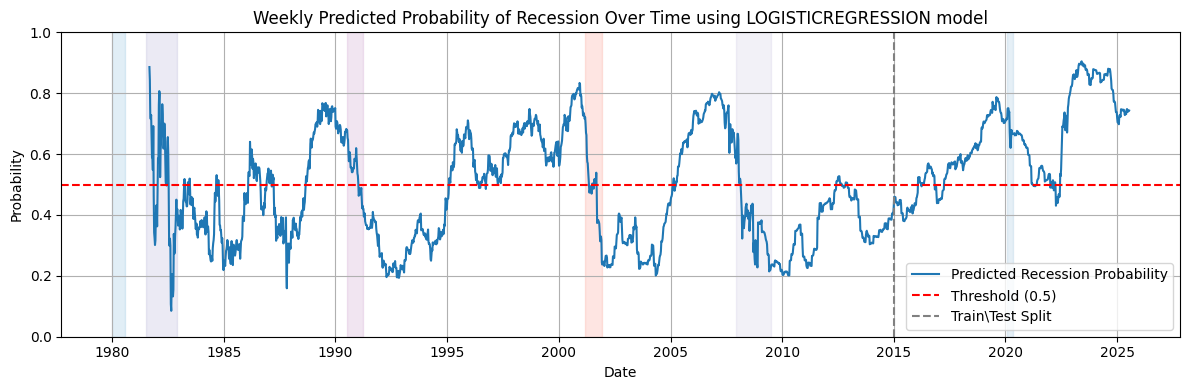 Weekly Predicted Probability of Recession Over Time using LOGISTICREGRESSION model
Probability
1.0
0.8
0.6
0.4
0.2
0.0
Predicted Recession Probability
Threshold (0.5)
Train\Test Split
1980 1985 1990 1995 2000 2005 2010 2015 2020 2025
Date